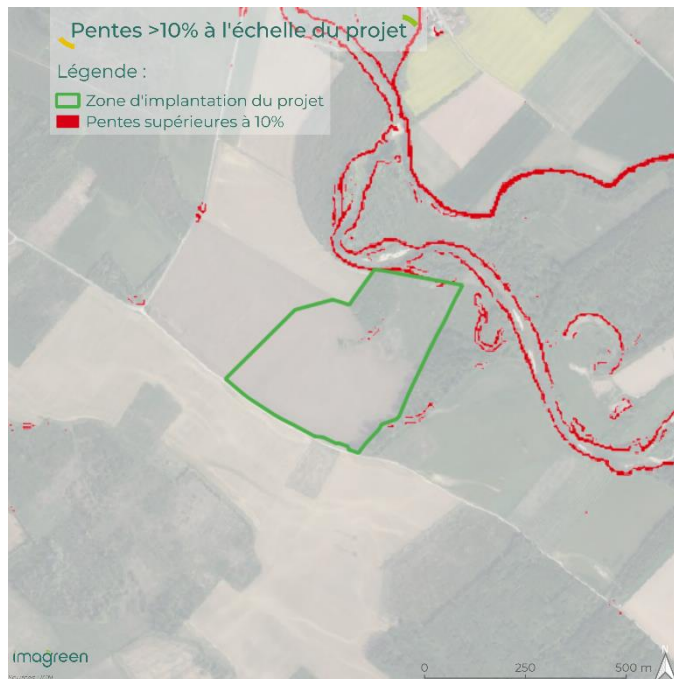 Pentes >10% à l'échelle du projet
Légende :
Zone d'implantation du projet
Pentes supérieures à 10%
imagreen
0 250 500 m
N